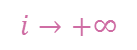 i → +∞